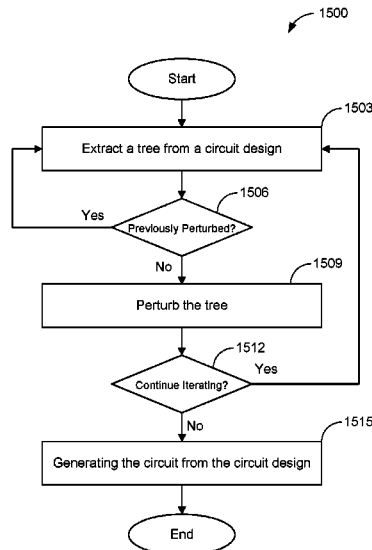 1500
Start
1503
Extract a tree from a circuit design
1506
Yes
Previously Perturbed?
No
1509
Perturb the tree
1512
Continue Iterating?
Yes
No
1515
Generating the circuit from the circuit design
End